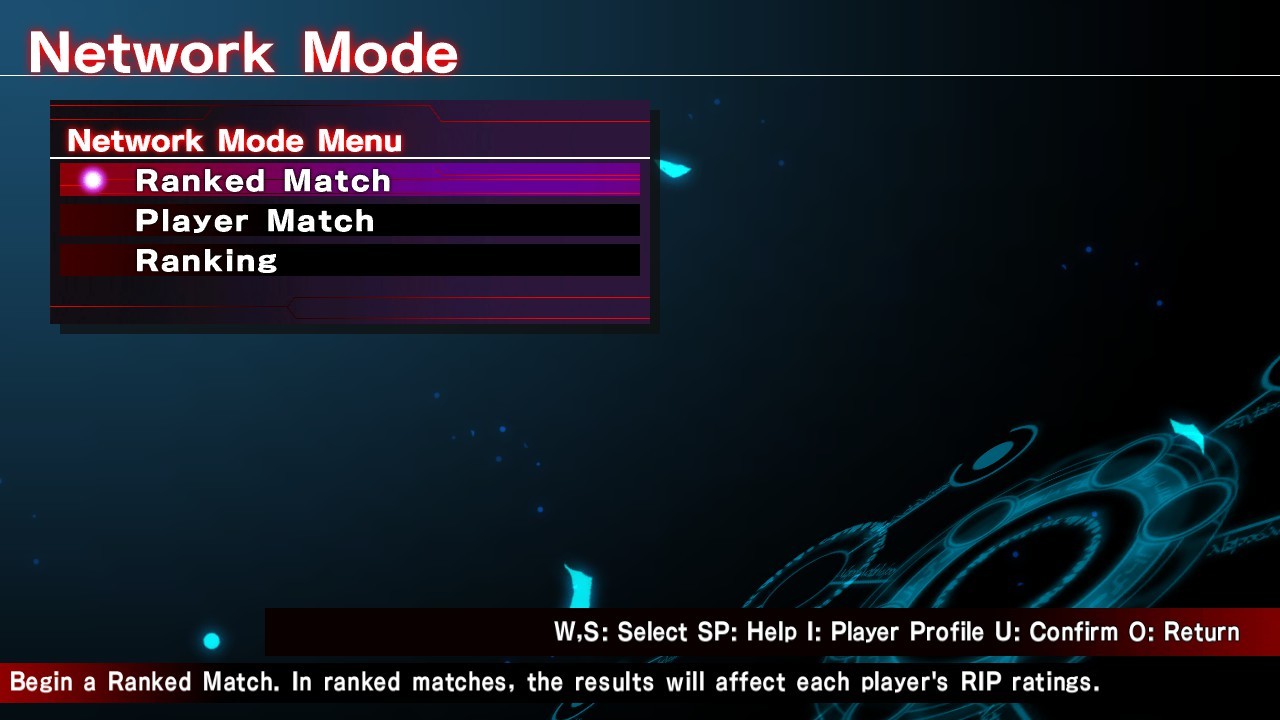 Network Mode
Network Mode Menu
Ranked Match
Player Match
Ranking
W,S: Select SP: Help I: Player Profile U: Confirm O: Return
Begin a Ranked Match. In ranked matches, the results will affect each player's RIP ratings.